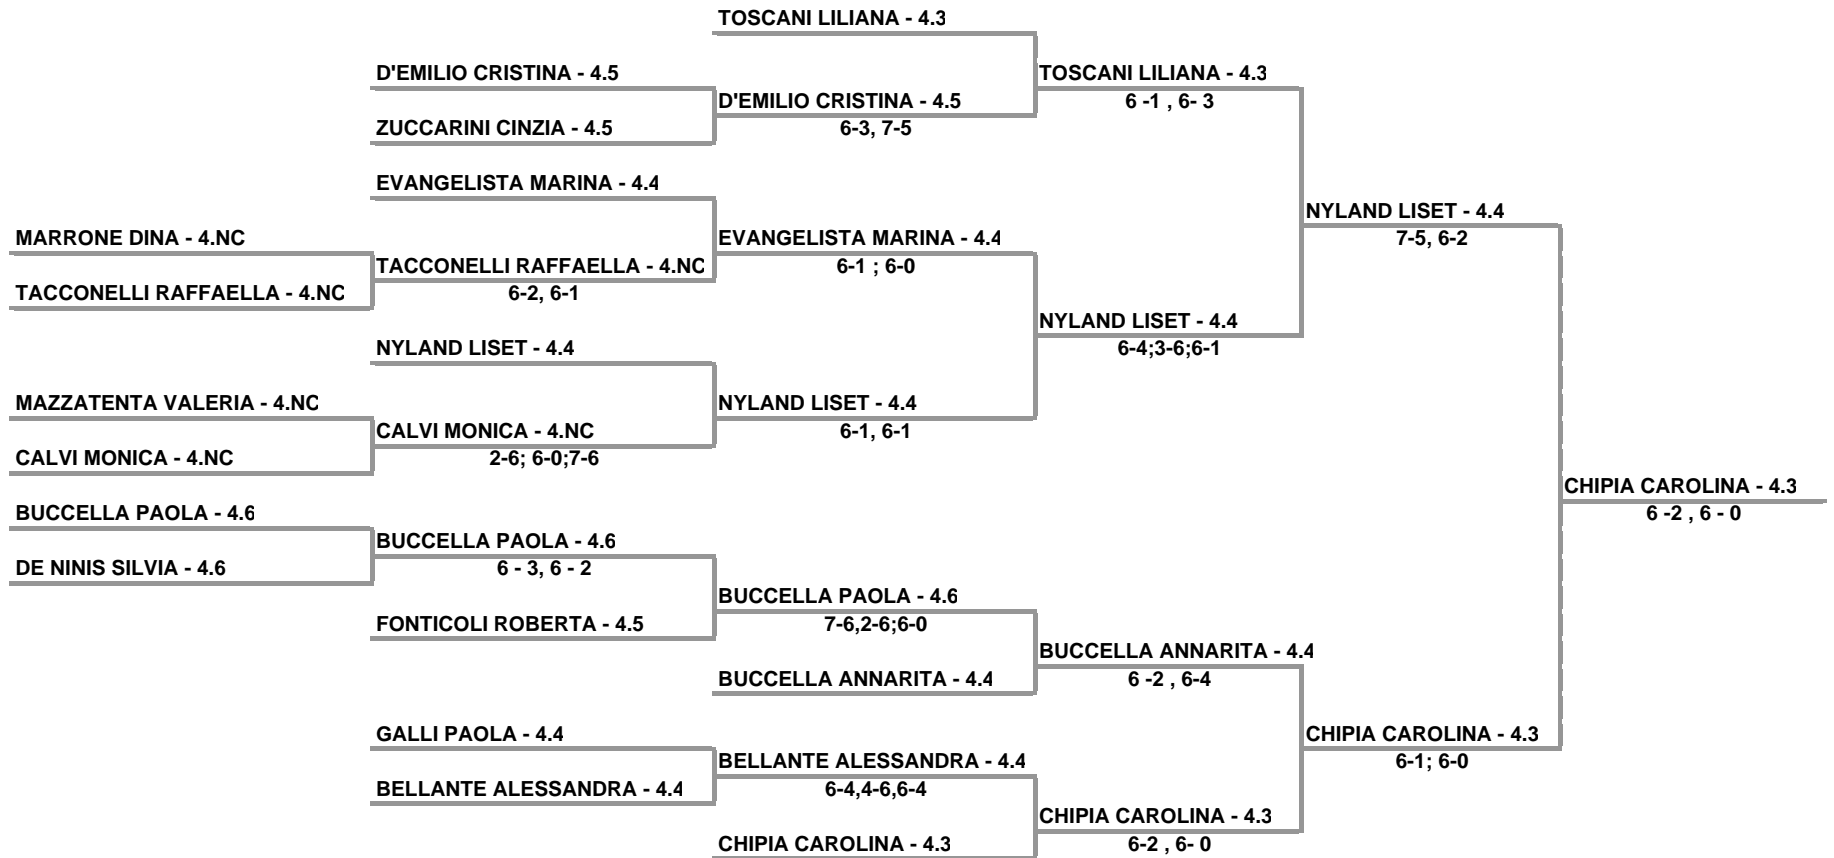 TOSCANI LILIANA - 4.3
D'EMILIO CRISTINA - 4.5
TOSCANI LILIANA - 4.3
D'EMILIO CRISTINA - 4.5
6 -1 , 6- 3
ZUCCARINI CINZIA - 4.5
6-3, 7-5
EVANGELISTA MARINA - 4.4
NYLAND LISET - 4.4
MARRONE DINA - 4.NC
EVANGELISTA MARINA - 4.4
7-5, 6-2
TACCONELLI RAFFAELLA - 4.NC
6-1 ; 6-0
TACCONELLI RAFFAELLA - 4.NC
6-2, 6-1
NYLAND LISET - 4.4
NYLAND LISET - 4.4
6-4;3-6;6-1
MAZZATENTA VALERIA - 4.NC
NYLAND LISET - 4.4
CALVI MONICA - 4.NC
6-1, 6-1
CALVI MONICA - 4.NC
2-6; 6-0;7-6
CHIPIA CAROLINA - 4.3
BUCCELLA PAOLA - 4.6
6 -2 , 6 - 0
BUCCELLA PAOLA - 4.6
DE NINIS SILVIA - 4.6
6 - 3, 6 - 2
BUCCELLA PAOLA - 4.6
FONTICOLI ROBERTA - 4.5
7-6,2-6;6-0
BUCCELLA ANNARITA - 4.4
BUCCELLA ANNARITA - 4.4
6 -2 , 6-4
GALLI PAOLA - 4.4
CHIPIA CAROLINA - 4.3
BELLANTE ALESSANDRA - 4.4
6-1; 6-0
BELLANTE ALESSANDRA - 4.4
6-4,4-6,6-4
CHIPIA CAROLINA - 4.3
CHIPIA CAROLINA - 4.3
6-2 , 6- 0